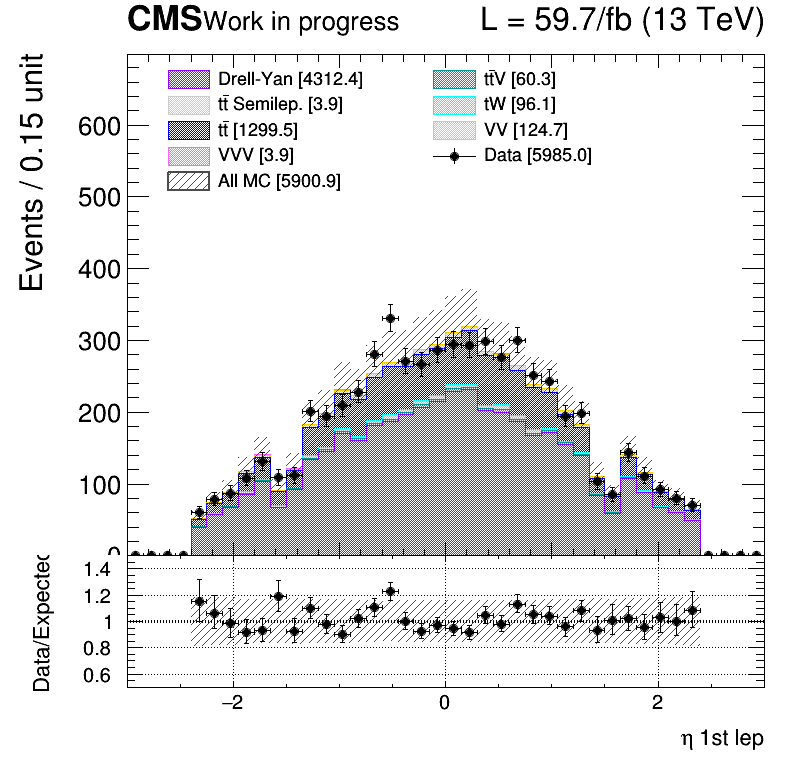 CMS Work in progress L = 59.7/fb (13 TeV)
Events / 0.15 unit
Drell-Yan [4312.4]
tt̄ Semilep. [3.9]
tt̄ [1299.5]
VVV [3.9]
All MC [5900.9]
tt̄V [60.3]
tW [96.1]
VV [124.7]
Data [5985.0]
600
500
400
300
200
100
0
Data/Expected
1.4
1.2
1
0.8
0.6
−2 0 2
η 1st lep